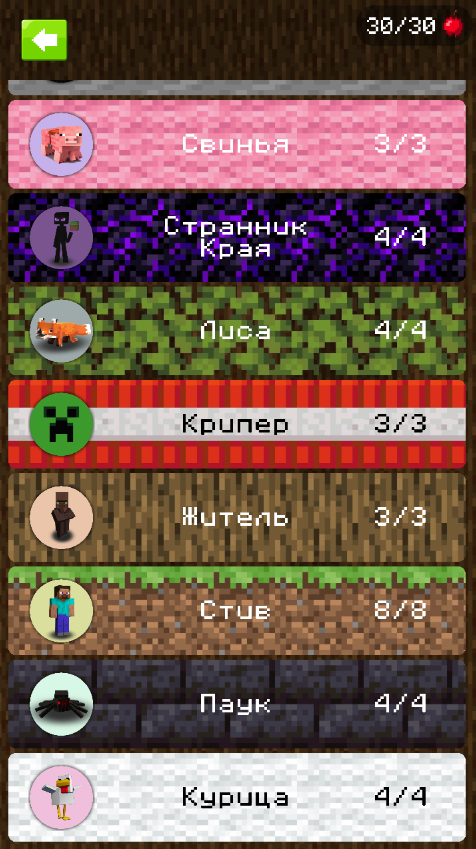 30/30
Свинья 3/3
Странник
Края 4/4
Лиса 4/4
Крипер 3/3
Житель 3/3
Стив 8/8
Паук 4/4
Курица 4/4